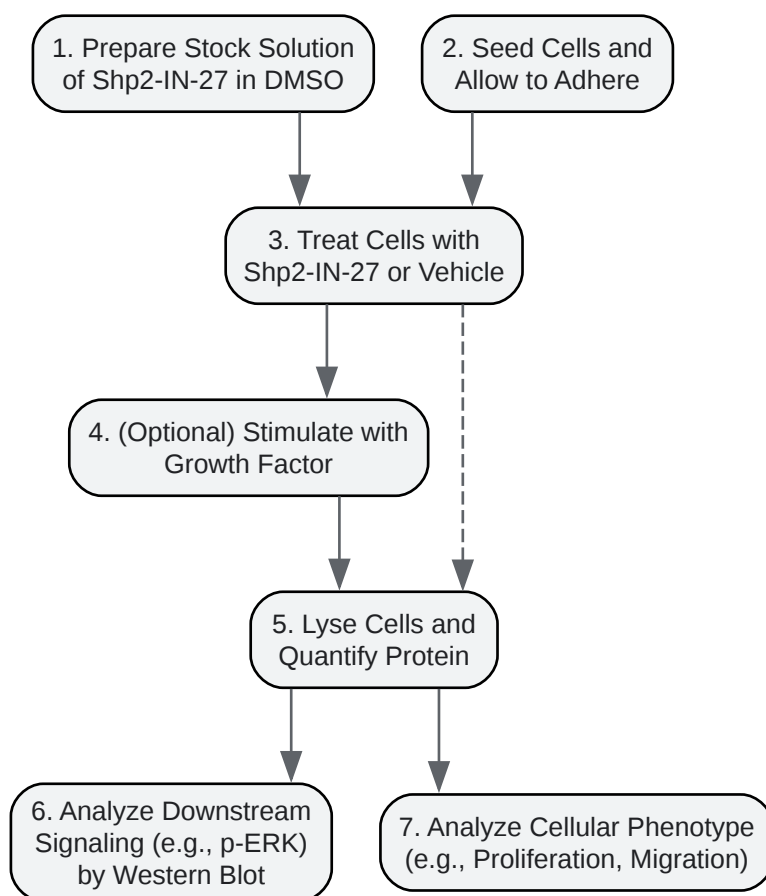 1. Prepare Stock Solution
of Shp2-IN-27 in DMSO
2. Seed Cells and
Allow to Adhere
3. Treat Cells with
Shp2-IN-27 or Vehicle
4. (Optional) Stimulate with
Growth Factor
5. Lyse Cells and
Quantify Protein
6. Analyze Downstream
Signaling (e.g., p-ERK)
by Western Blot
7. Analyze Cellular Phenotype
(e.g., Proliferation, Migration)